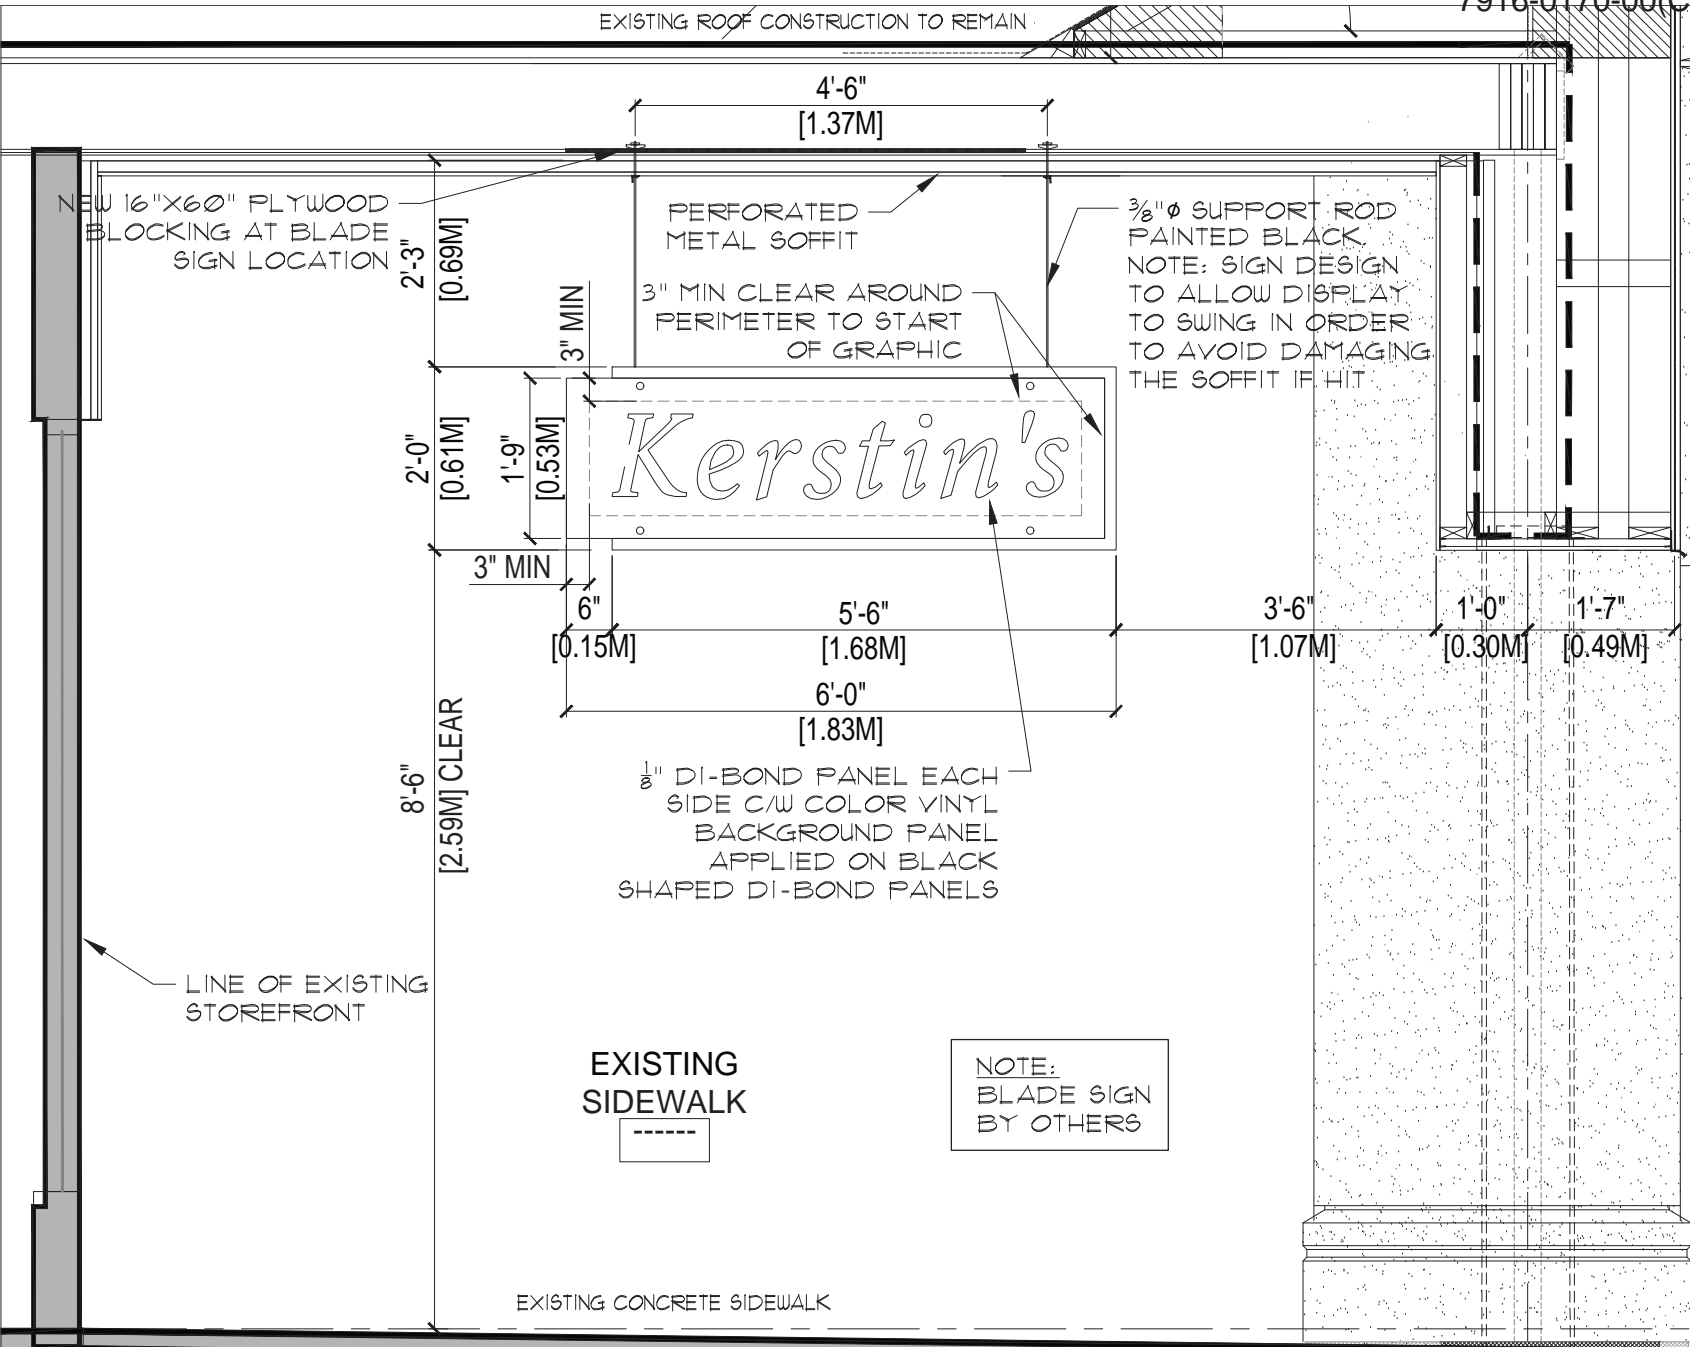 EXISTING ROOF CONSTRUCTION TO REMAIN
4'-6"
[1.37M]
NEW 16"X60" PLYWOOD
BLOCKING AT BLADE
SIGN LOCATION
2'-3"
[0.69M]
PERFORATED
METAL SOFFIT
3/8"Ø SUPPORT ROD
PAINTED BLACK.
NOTE: SIGN DESIGN
TO ALLOW DISPLAY
TO SWING IN ORDER
TO AVOID DAMAGING
THE SOFFIT IF HIT
3" MIN CLEAR AROUND
PERIMETER TO START
OF GRAPHIC
3" MIN
2'-0"
[0.61M]
1'-9"
[0.53M]
Kerstin's
3" MIN
6"
[0.15M]
5'-6"
[1.68M]
3'-6"
[1.07M]
1'-0"
[0.30M]
1'-7"
[0.49M]
6'-0"
[1.83M]
8'-6"
[2.59M] CLEAR
1/8" DI-BOND PANEL EACH
SIDE C/W COLOR VINYL
BACKGROUND PANEL
APPLIED ON BLACK
SHAPED DI-BOND PANELS
LINE OF EXISTING
STOREFRONT
EXISTING
SIDEWALK
------
NOTE:
BLADE SIGN
BY OTHERS
EXISTING CONCRETE SIDEWALK